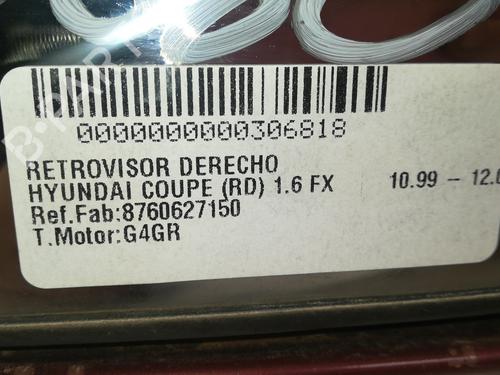 0000000000306818
RETROVISOR DERECHO
HYUNDAI COUPE (RD) 1.6 FX 10.99 - 12.0
Ref.Fab:8760627150
T.Motor:G4GR